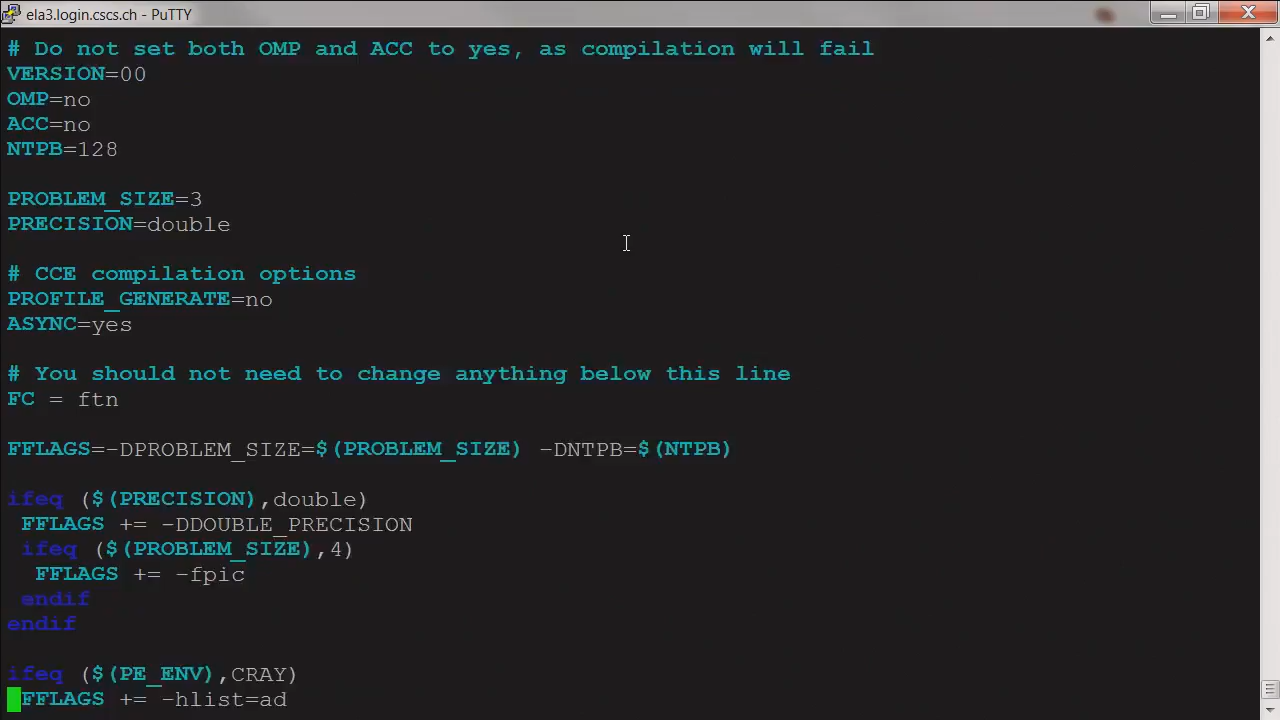 ela3.login.cscs.ch - PuTTY
# Do not set both OMP and ACC to yes, as compilation will fail
VERSION=00
OMP=no
ACC=no
NTPB=128
PROBLEM_SIZE=3
PRECISION=double
# CCE compilation options
PROFILE_GENERATE=no
ASYNC=yes
# You should not need to change anything below this line
FC = ftn
FFLAGS=-DPROBLEM_SIZE=$(PROBLEM_SIZE) -DNTPB=$(NTPB)
ifeq ($(PRECISION),double)
FFLAGS += -DDOUBLE_PRECISION
ifeq ($(PROBLEM_SIZE),4)
FFLAGS += -fpic
endif
endif
ifeq ($(PE_ENV),CRAY)
FFLAGS += -hlist=ad